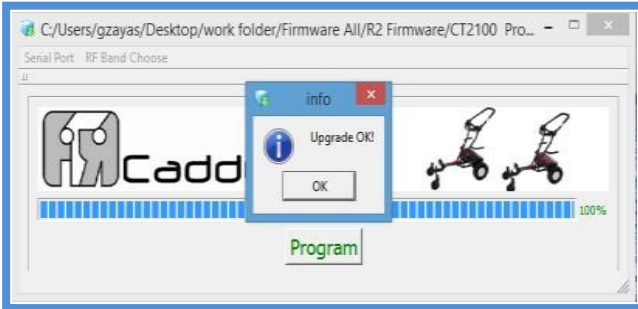 C:/Users/gzayas/Desktop/work folder/Firmware All/R2 Firmware/CT2100 Pro...
Serial Port RF Band Choose
info
Upgrade OK!
Cadd
OK
100%
Program